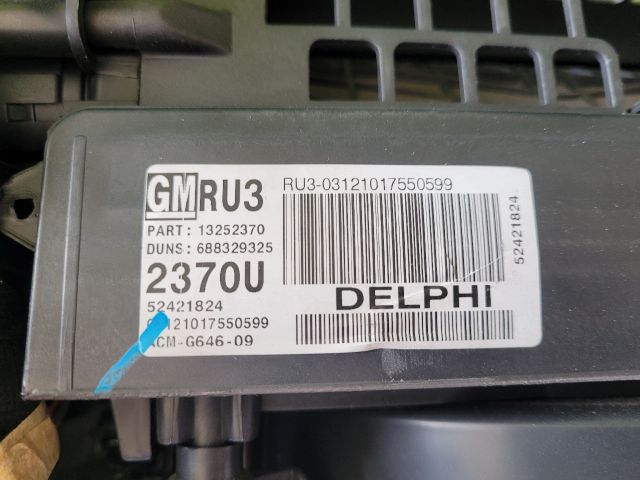 GM RU3
RU3-03121017550599
PART: 13252370
DUNS: 688329325
2370U
52421824
52421824
DELPHI
121017550599
CM-G646-09